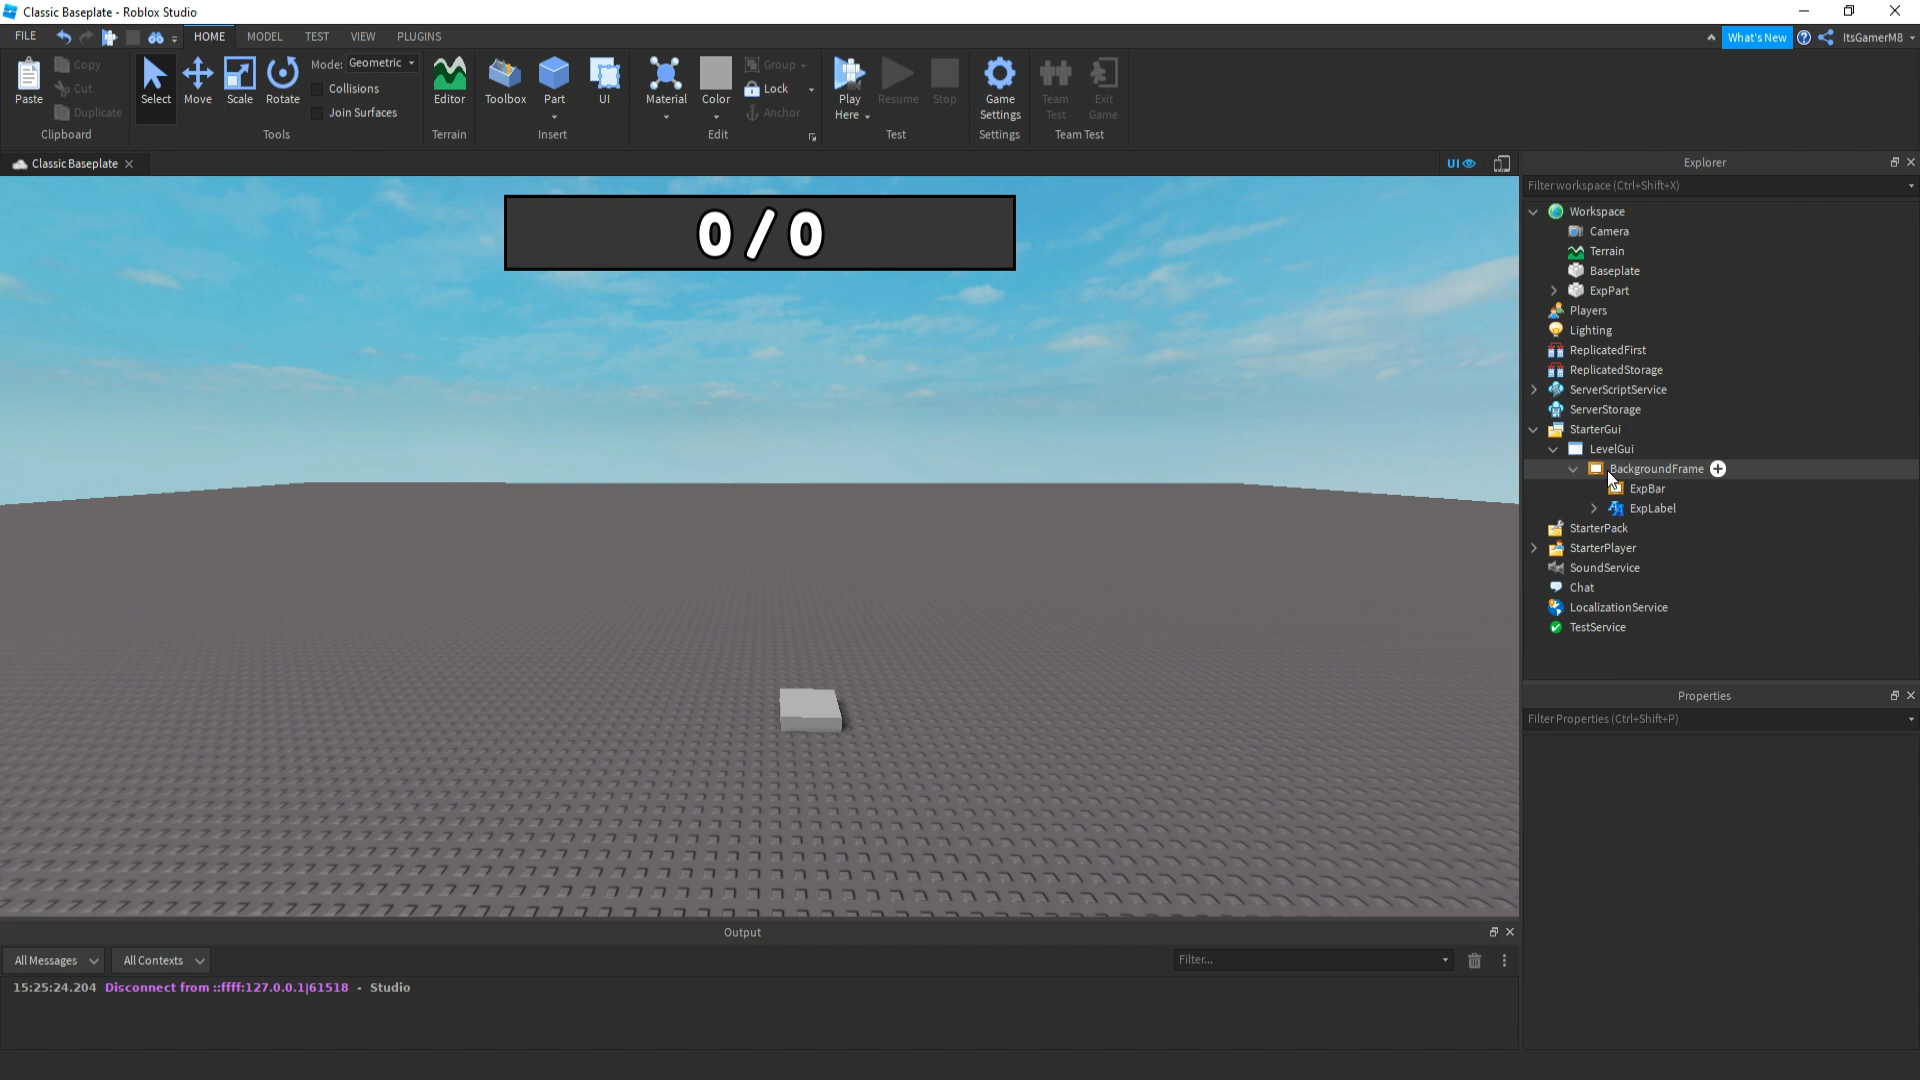 Classic Baseplate - Roblox Studio
FILE HOME MODEL TEST VIEW PLUGINS What's New ItsGamerM8
Paste Copy Cut Duplicate
Clipboard
Select Move Scale Rotate
Mode: Geometric
Collisions
Join Surfaces
Tools
Editor
Terrain
Toolbox Part UI
Insert
Material Color Group Lock Anchor
Edit
Play Here Resume Stop
Test
Game Settings
Settings
Team Test Exit Game
Team Test
Classic Baseplate
UI
0/0
Explorer
Filter workspace (Ctrl+Shift+X)
Workspace
Camera
Terrain
Baseplate
ExpPart
Players
Lighting
ReplicatedFirst
ReplicatedStorage
ServerScriptService
ServerStorage
StarterGui
LevelGui
BackgroundFrame
ExpBar
ExpLabel
StarterPack
StarterPlayer
SoundService
Chat
LocalizationService
TestService
Properties
Filter Properties (Ctrl+Shift+P)
Output
All Messages All Contexts Filter...
15:25:24.204 Disconnect from ::ffff:127.0.0.1|61518 - Studio